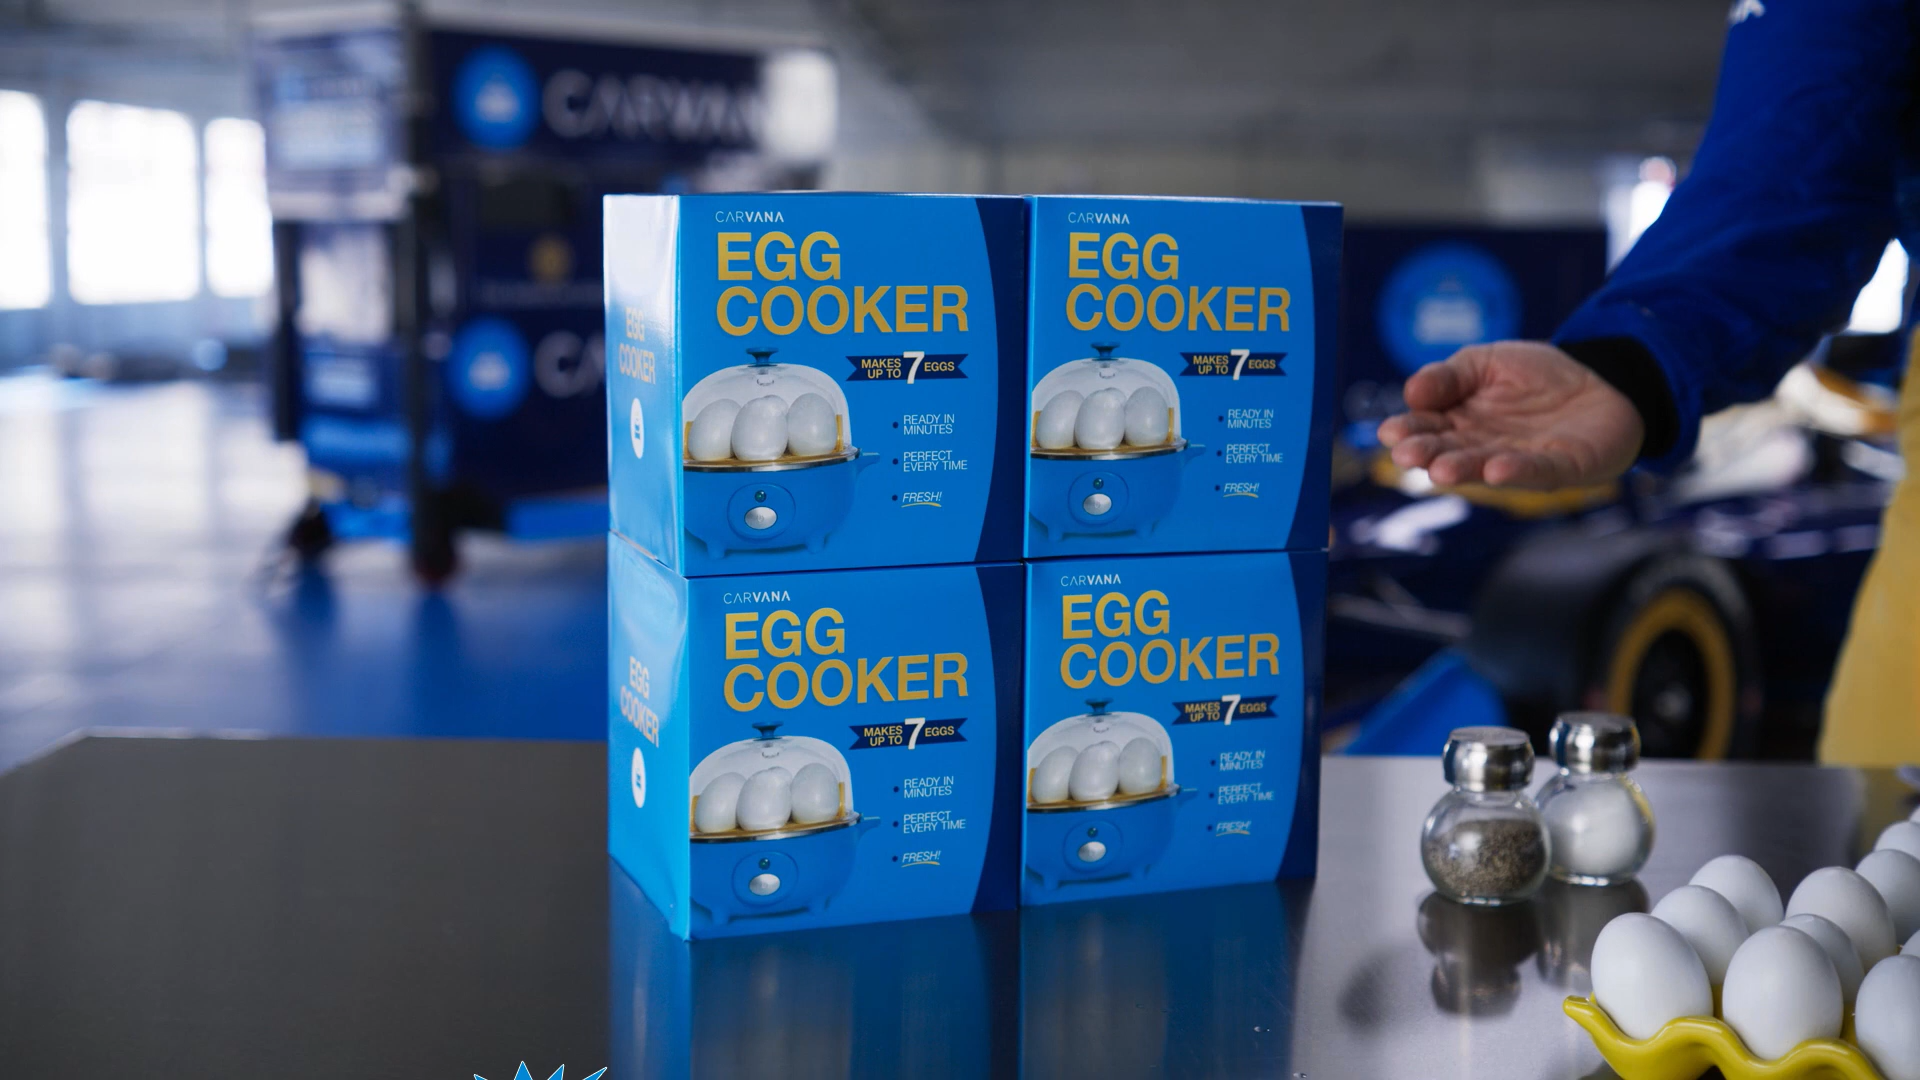 CARVAN
CA
CARVANA
EGG
COOKER
MAKES
UP TO 7 EGGS
READY IN
MINUTES
PERFECT
EVERY TIME
FRESH!
EGG
COOKER
CARVANA
EGG
COOKER
MAKES
UP TO 7 EGGS
READY IN
MINUTES
PERFECT
EVERY TIME
FRESH!
CARVANA
EGG
COOKER
MAKES
UP TO 7 EGGS
READY IN
MINUTES
PERFECT
EVERY TIME
FRESH!
EGG
COOKER
CARVANA
EGG
COOKER
MAKES
UP TO 7 EGGS
READY IN
MINUTES
PERFECT
EVERY TIME
FRESH!